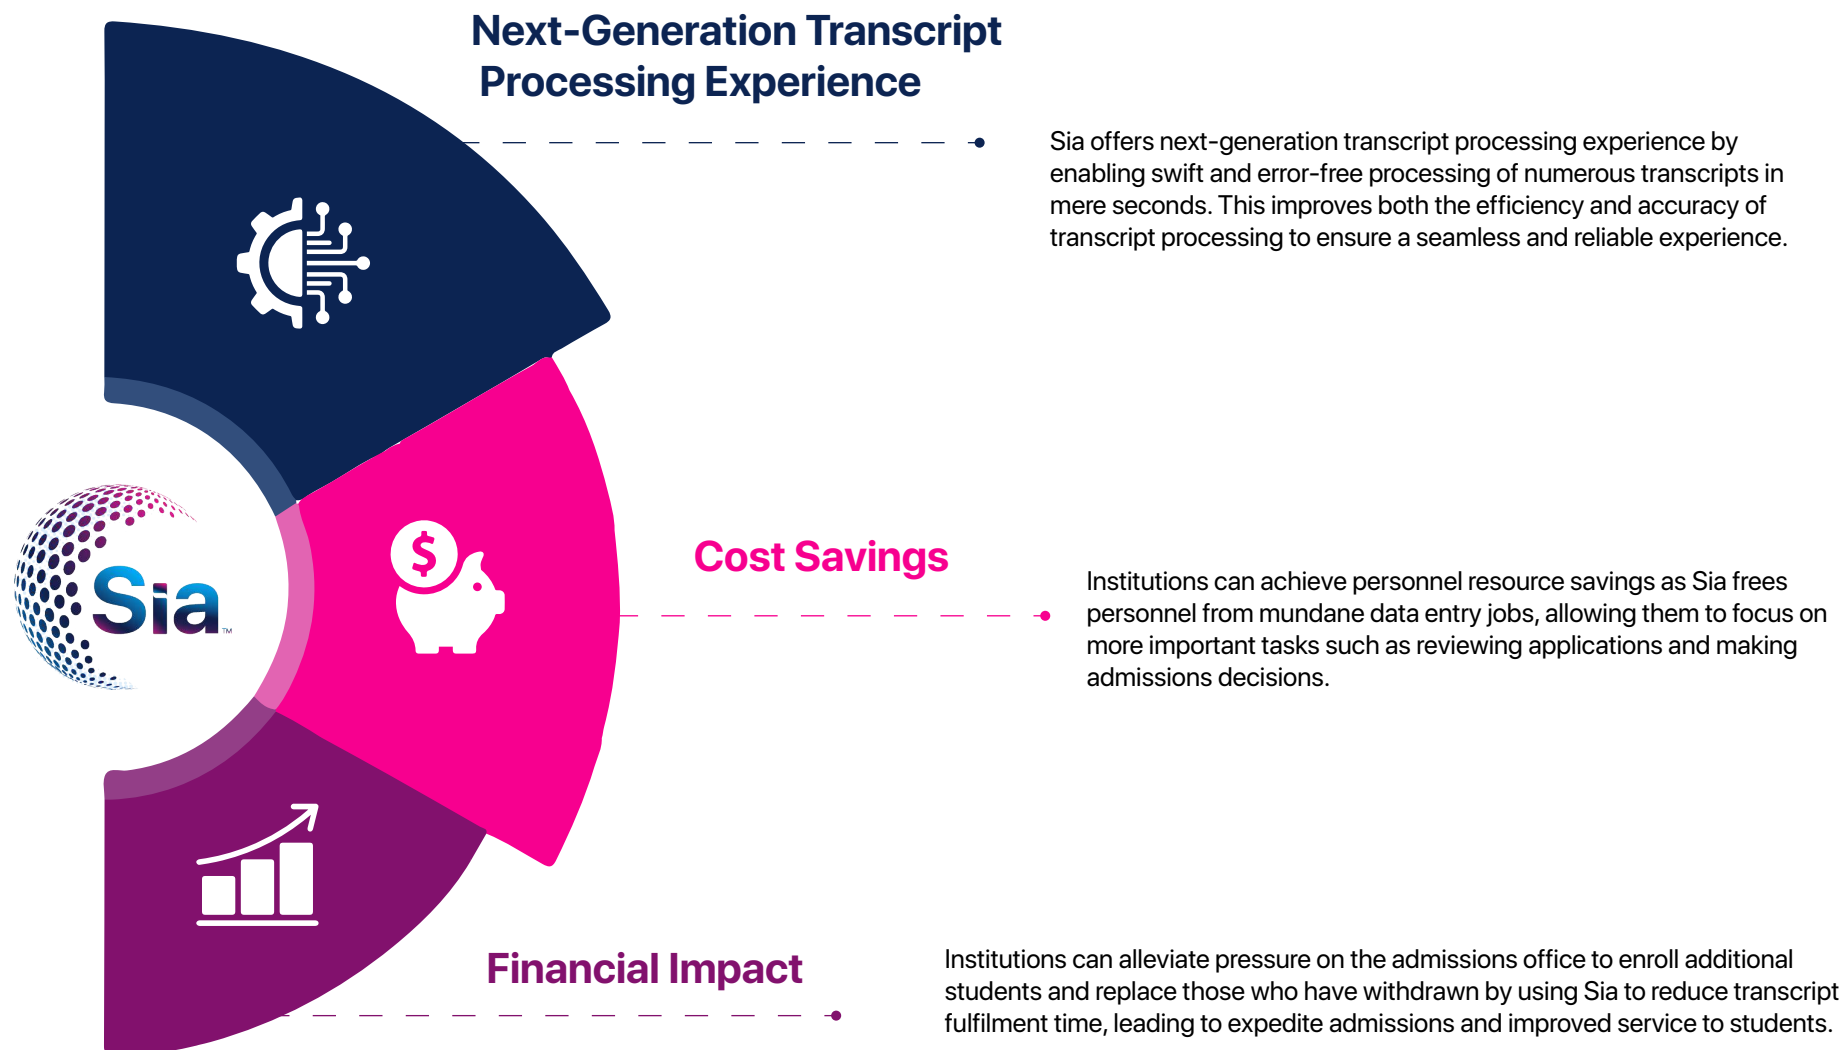 Next-Generation Transcript
Processing Experience
Sia offers next-generation transcript processing experience by
enabling swift and error-free processing of numerous transcripts in
mere seconds. This improves both the efficiency and accuracy of
transcript processing to ensure a seamless and reliable experience.
$
Sia™
Cost Savings
Institutions can achieve personnel resource savings as Sia frees
personnel from mundane data entry jobs, allowing them to focus on
more important tasks such as reviewing applications and making
admissions decisions.
Financial Impact
Institutions can alleviate pressure on the admissions office to enroll additional
students and replace those who have withdrawn by using Sia to reduce transcript
fulfilment time, leading to expedite admissions and improved service to students.